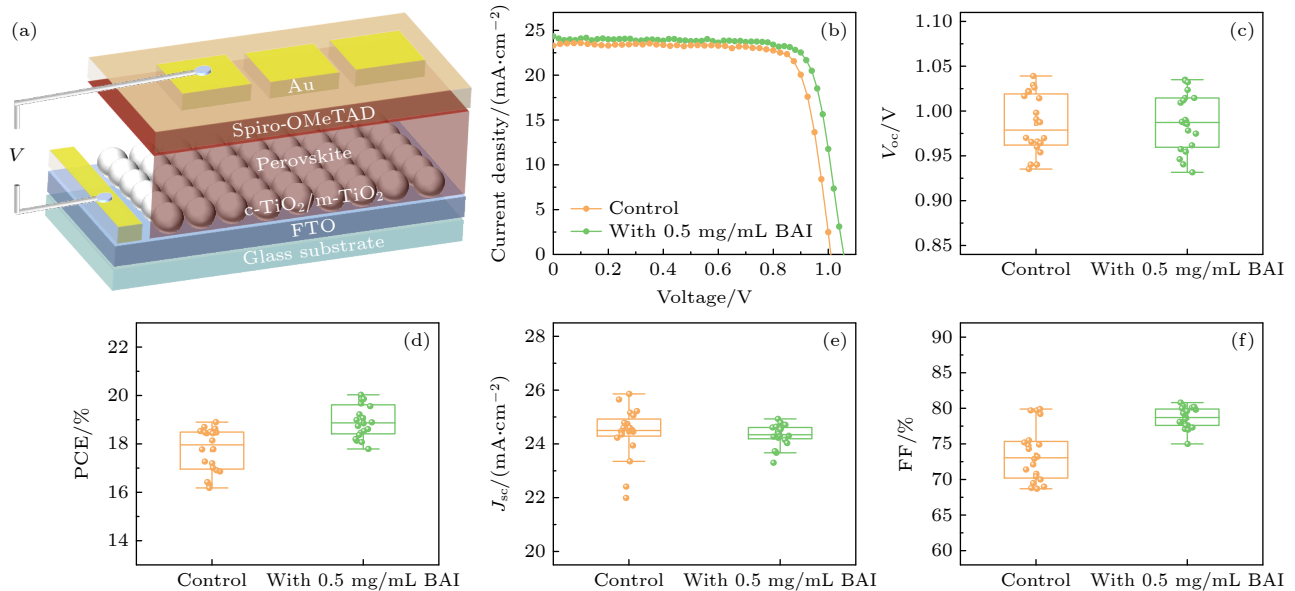 (a)
Au
Spiro-OMeTAD
V
Perovskite
c-TiO₂/m-TiO₂
FTO
Glass substrate
(b)
Current density/(mA·cm⁻²)
25
20
15
10
5
0
Control
With 0.5 mg/mL BAI
0 0.2 0.4 0.6 0.8 1.0
Voltage/V
(c)
V_oc/V
1.10
1.05
1.00
0.95
0.90
0.85
Control With 0.5 mg/mL BAI
(d)
PCE/%
22
20
18
16
14
Control With 0.5 mg/mL BAI
(e)
J_sc/(mA·cm⁻²)
28
26
24
22
20
Control With 0.5 mg/mL BAI
(f)
FF/%
90
85
80
75
70
65
60
Control With 0.5 mg/mL BAI